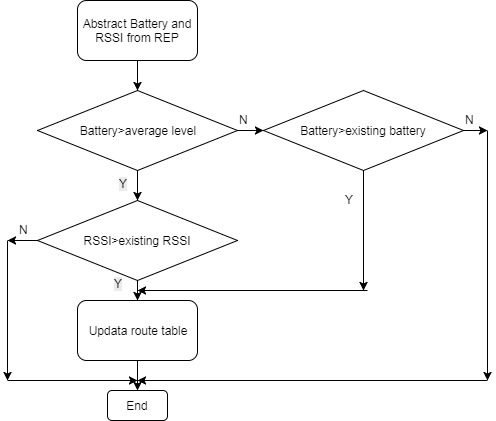 Abstract Battery and
RSSI from REP
Battery>average level
N
Battery>existing battery
N
Y
Y
RSSI>existing RSSI
N
Y
Updata route table
End